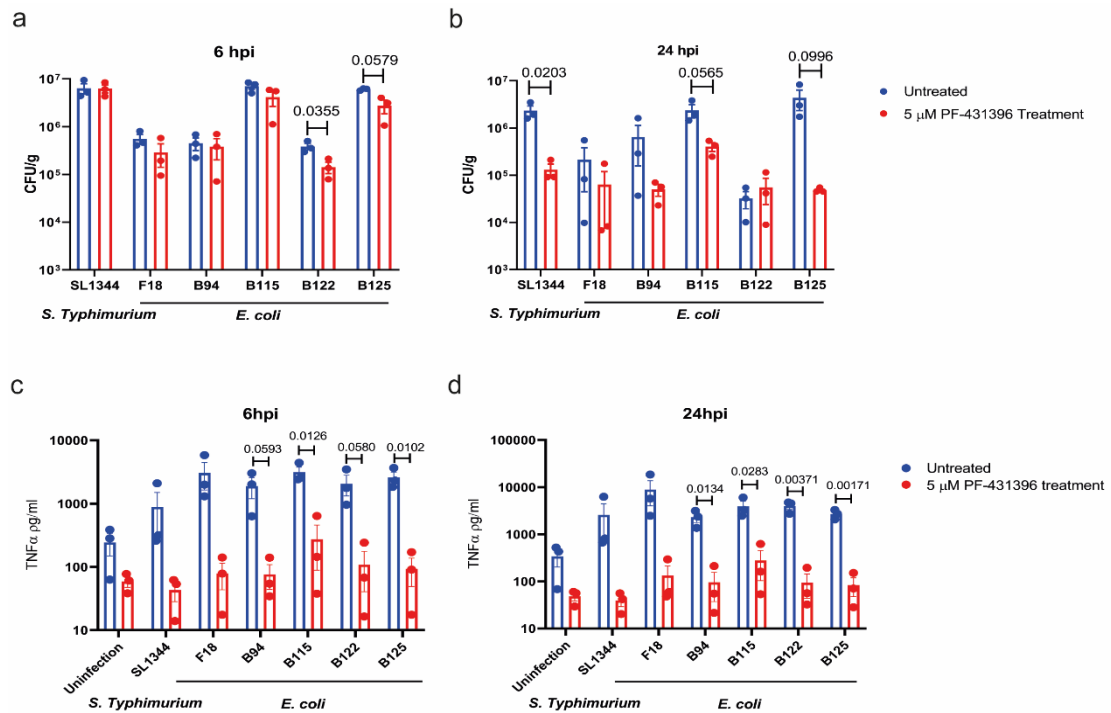 a
6 hpi
0.0579
0.0355
10⁷
10⁶
10⁵
10⁴
10³
CFU/g
SL1344 F18 B94 B115 B122 B125
S. Typhimurium E. coli
b
24 hpi
0.0203
0.0565
0.0996
10⁷
10⁶
10⁵
10⁴
10³
CFU/g
SL1344 F18 B94 B115 B122 B125
S. Typhimurium E. coli
Untreated
5 μM PF-431396 Treatment
c
6hpi
0.0593 0.0126 0.0580 0.0102
10000
1000
100
10
TNFα ρg/ml
Uninfection SL1344 F18 B94 B115 B122 B125
S. Typhimurium E. coli
d
24hpi
0.0134 0.0283 0.00371 0.00171
100000
10000
1000
100
10
TNFα ρg/ml
Uninfection SL1344 F18 B94 B115 B122 B125
S. Typhimurium E. coli
Untreated
5 μM PF-431396 treatment